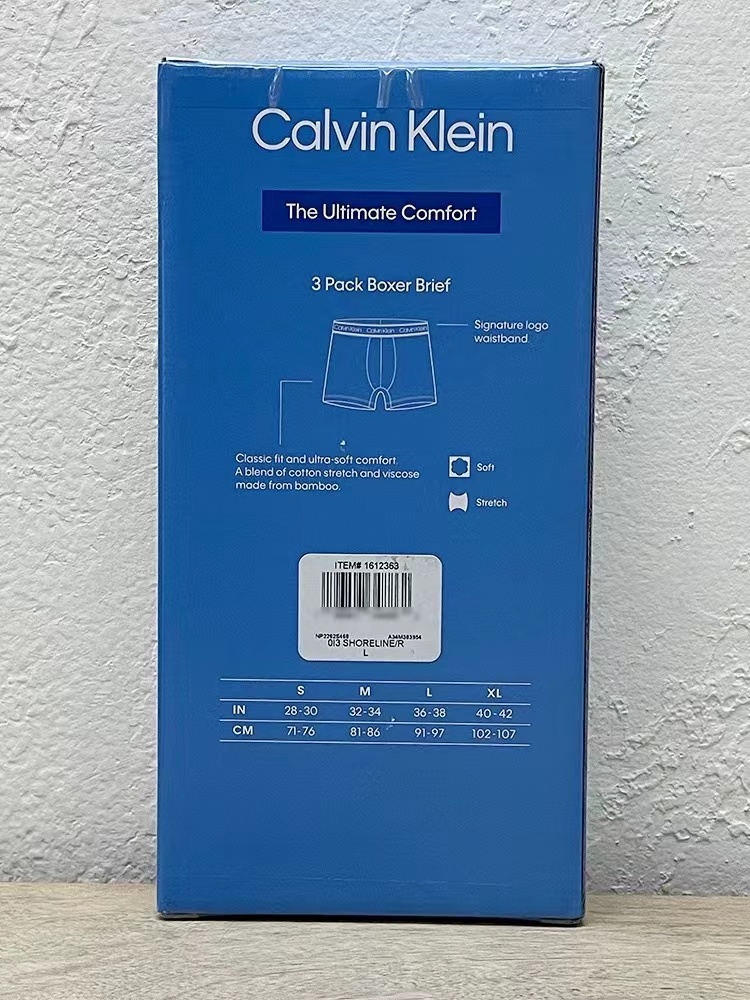 Calvin Klein
The Ultimate Comfort
3 Pack Boxer Brief
Calvin Klein Calvin Klein Calvin Klein
Signature logo
waistband
Classic fit and ultra-soft comfort.
A blend of cotton stretch and viscose
made from bamboo.
Soft
Stretch
ITEM# 1612363
013 SHORELINE/R
L
S M L XL
IN 28-30 32-34 36-38 40-42
CM 71-76 81-86 91-97 102-107